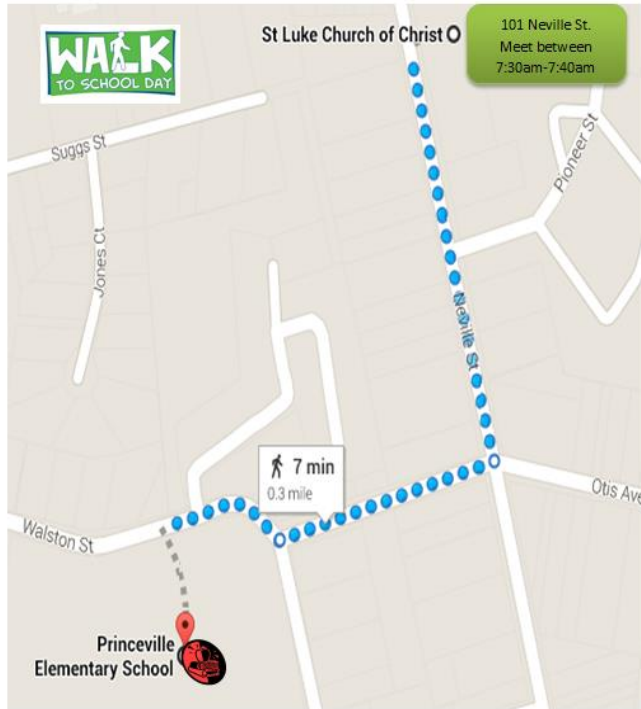 WALK
TO SCHOOL DAY
St Luke Church of Christ
101 Neville St.
Meet between
7:30am-7:40am
Suggs St
Pioneer St
Jones Ct
Neville St
7 min
0.3 mile
Otis Ave
Walston St
Princeville
Elementary School